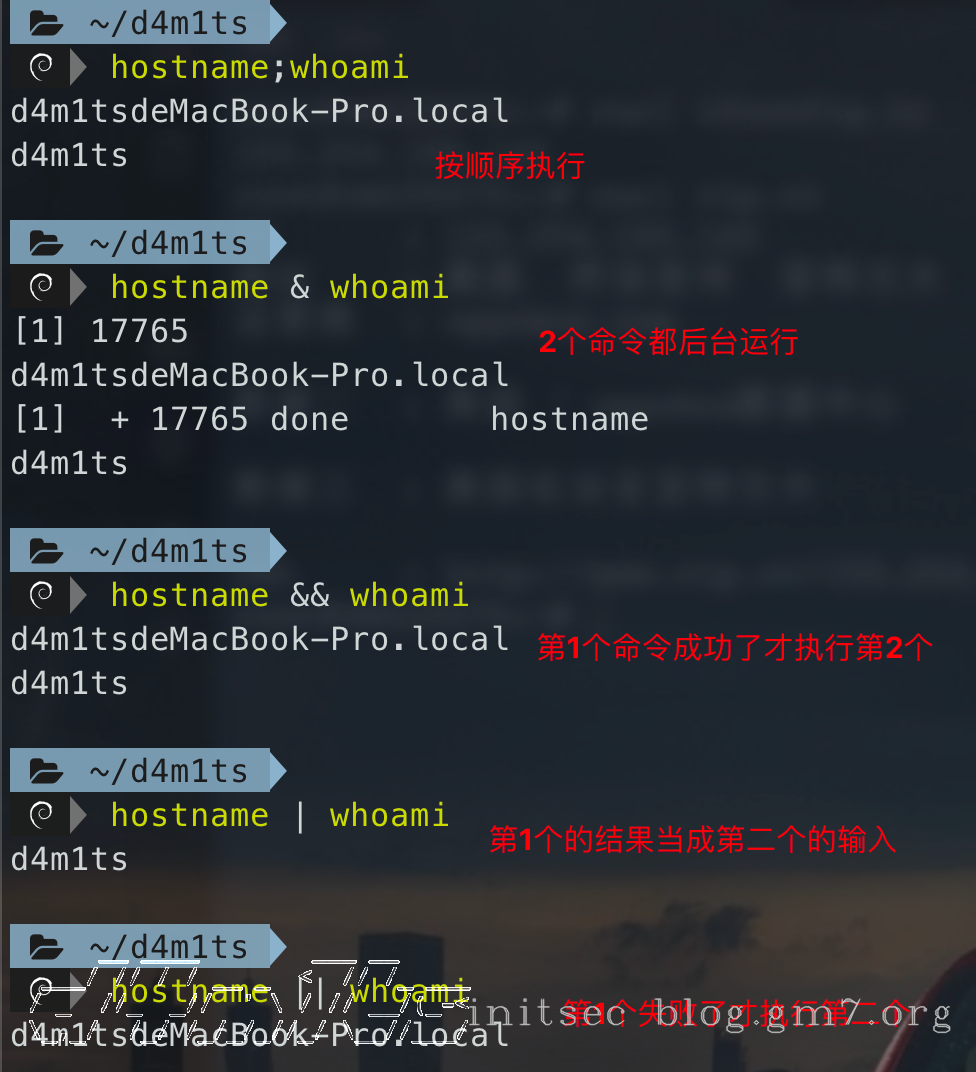 ~/d4m1ts
hostname;whoami
d4m1tsdeMacBook-Pro.local
d4m1ts
按顺序执行
~/d4m1ts
hostname & whoami
[1] 17765
2个命令都后台运行
d4m1tsdeMacBook-Pro.local
[1]  + 17765 done       hostname
d4m1ts
~/d4m1ts
hostname && whoami
d4m1tsdeMacBook-Pro.local
第1个命令成功了才执行第2个
d4m1ts
~/d4m1ts
hostname | whoami
第1个的结果当成第二个的输入
d4m1ts
~/d4m1ts
hostname || whoami
第1个失败了才执行第二个
initsec blog.gm7.org
d4m1tsdeMacBook-Pro.local